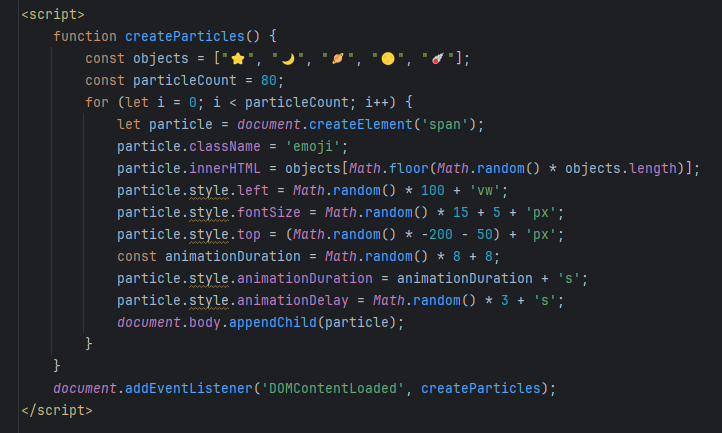 <script>
function createParticles() {
const objects = ["⭐", "🌙", "🪐", "🌕", "☄️"];
const particleCount = 80;
for (let i = 0; i < particleCount; i++) {
let particle = document.createElement('span');
particle.className = 'emoji';
particle.innerHTML = objects[Math.floor(Math.random() * objects.length)];
particle.style.left = Math.random() * 100 + 'vw';
particle.style.fontSize = Math.random() * 15 + 5 + 'px';
particle.style.top = (Math.random() * -200 - 50) + 'px';
const animationDuration = Math.random() * 8 + 8;
particle.style.animationDuration = animationDuration + 's';
particle.style.animationDelay = Math.random() * 3 + 's';
document.body.appendChild(particle);
}
}
document.addEventListener('DOMContentLoaded', createParticles);
</script>